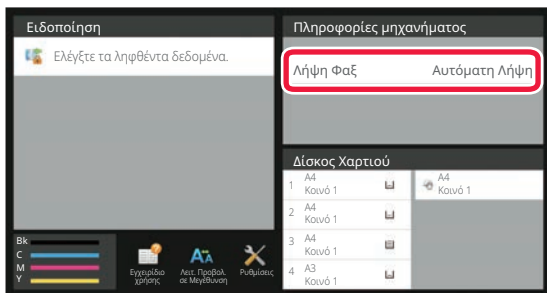 Ειδοποίηση
Ελέγξτε τα ληφθέντα δεδομένα.
Πληροφορίες μηχανήματος
Λήψη Φαξ Αυτόματη Λήψη
Δίσκος Χαρτιού
1 A4
Κοινό 1
A4
Κοινό 1
2 A4
Κοινό 1
3 A4
Κοινό 1
4 A3
Κοινό 1
Bk
C
M
Y
Εγχειρίδιο
χρήσης
Λειτ. Προβολ.
σε Μεγέθυνση
Ρυθμίσεις